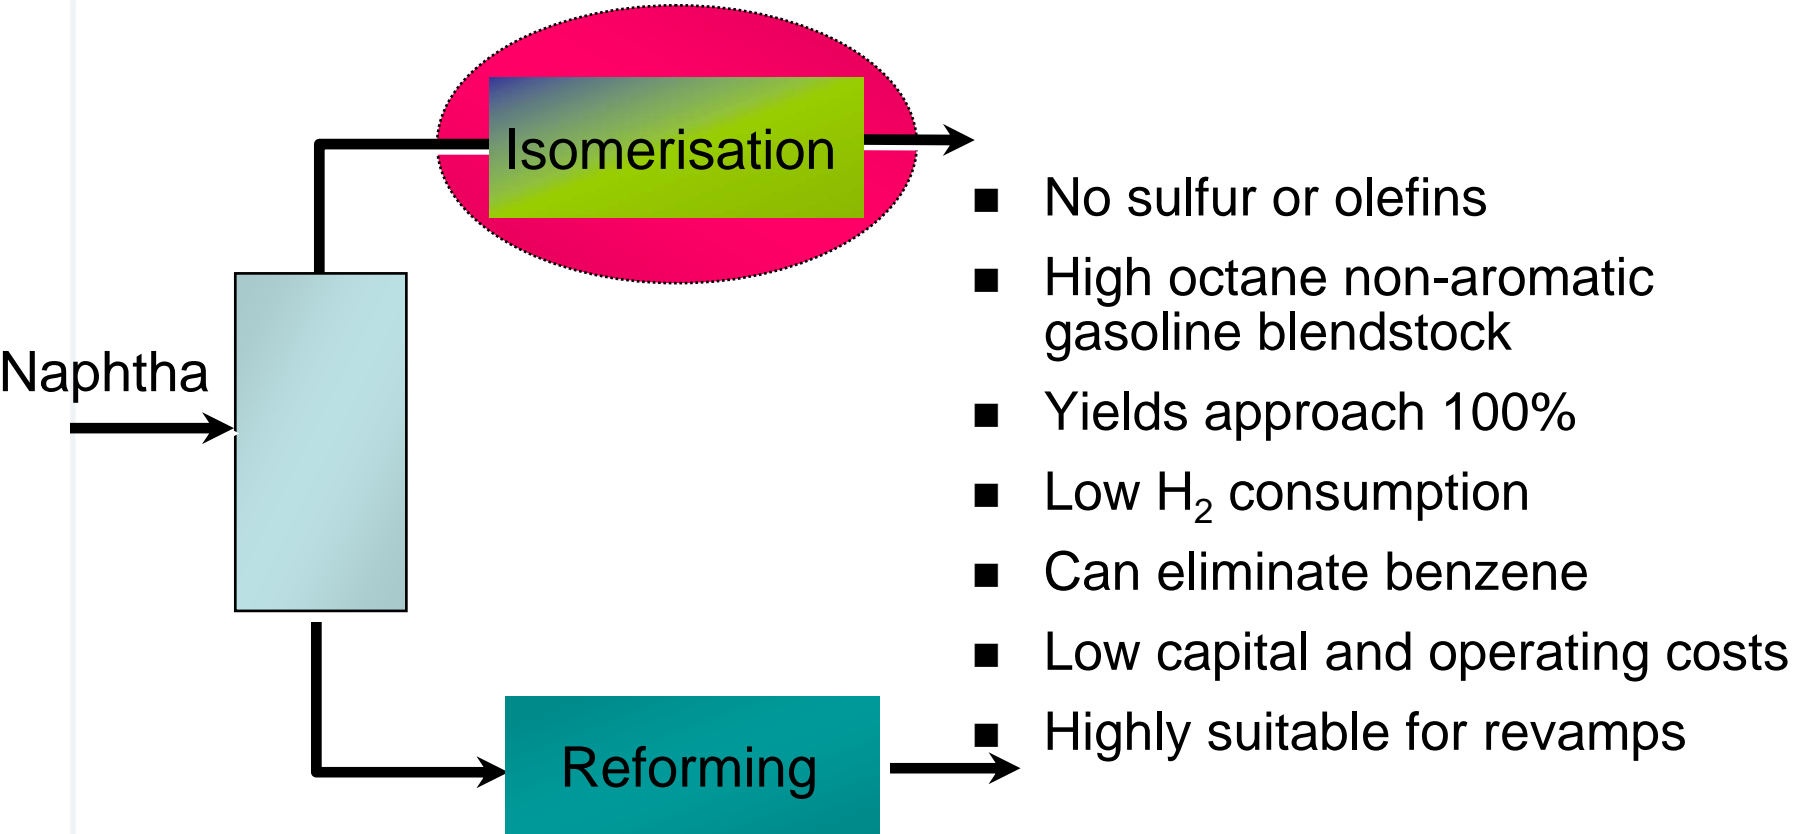 Isomerisation
Naphtha
Reforming
■ No sulfur or olefins
■ High octane non-aromatic
gasoline blendstock
■ Yields approach 100%
■ Low H₂ consumption
■ Can eliminate benzene
■ Low capital and operating costs
■ Highly suitable for revamps